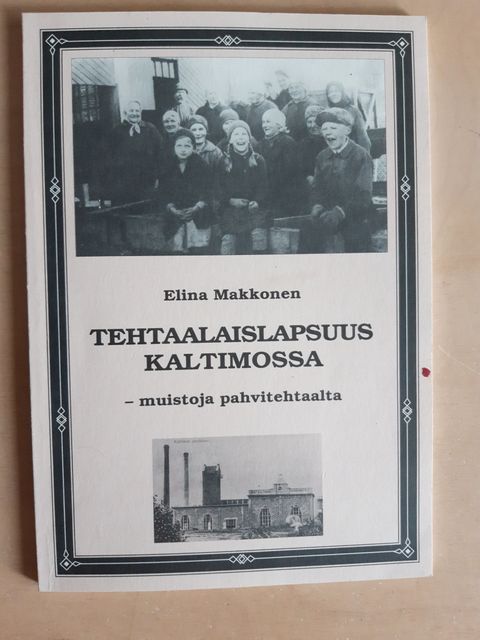 Elina Makkonen
TEHTAALAISLAPSUUS
KALTIMOSSA
– muistoja pahvitehtaalta